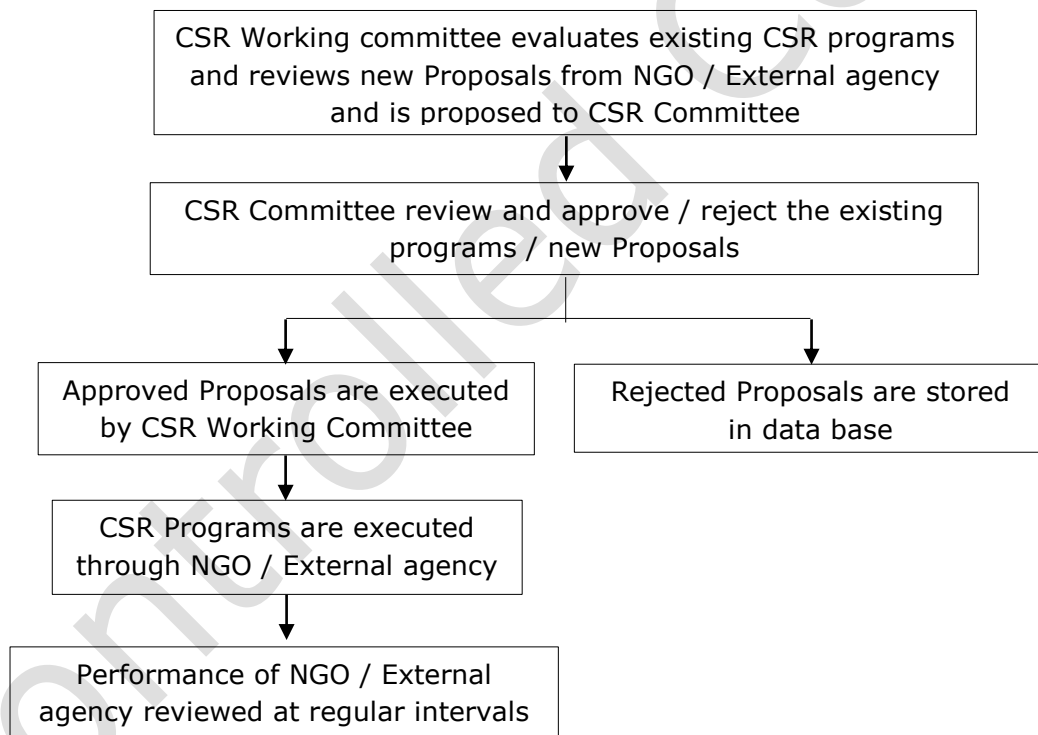 CSR Working committee evaluates existing CSR programs
and reviews new Proposals from NGO / External agency
and is proposed to CSR Committee
CSR Committee review and approve / reject the existing
programs / new Proposals
Approved Proposals are executed
by CSR Working Committee
Rejected Proposals are stored
in data base
CSR Programs are executed
through NGO / External agency
Performance of NGO / External
agency reviewed at regular intervals
ontrolled Co